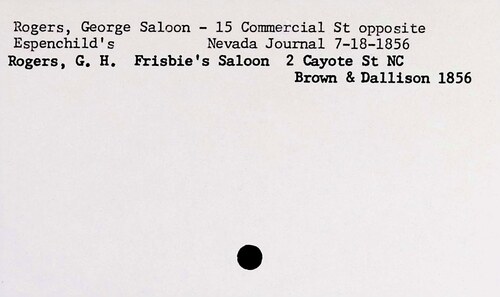 Rogers, George Saloon - 15 Commercial St opposite
Espenchild's Nevada Journal 7-18-1856
Rogers, G. H. Frisbie's Saloon 2 Cayote St NC
Brown & Dallison 1856